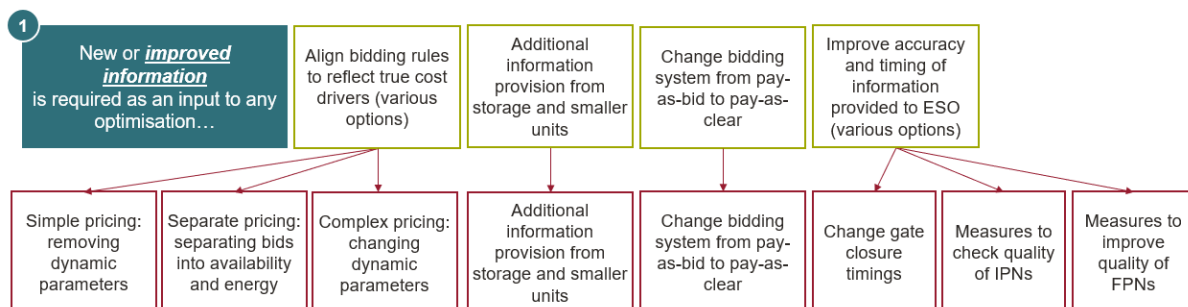 1
New or improved
information
is required as an input to any
optimisation…
Align bidding rules
to reflect true cost
drivers (various
options)
Additional
information
provision from
storage and smaller
units
Change bidding
system from pay-
as-bid to pay-as-
clear
Improve accuracy
and timing of
information
provided to ESO
(various options)
Simple pricing:
removing
dynamic
parameters
Separate pricing:
separating bids
into availability
and energy
Complex pricing:
changing
dynamic
parameters
Additional
information
provision from
storage and smaller
units
Change bidding
system from pay-
as-bid to pay-as-
clear
Change gate
closure
timings
Measures to
check quality
of IPNs
Measures to
improve
quality of
FPNs